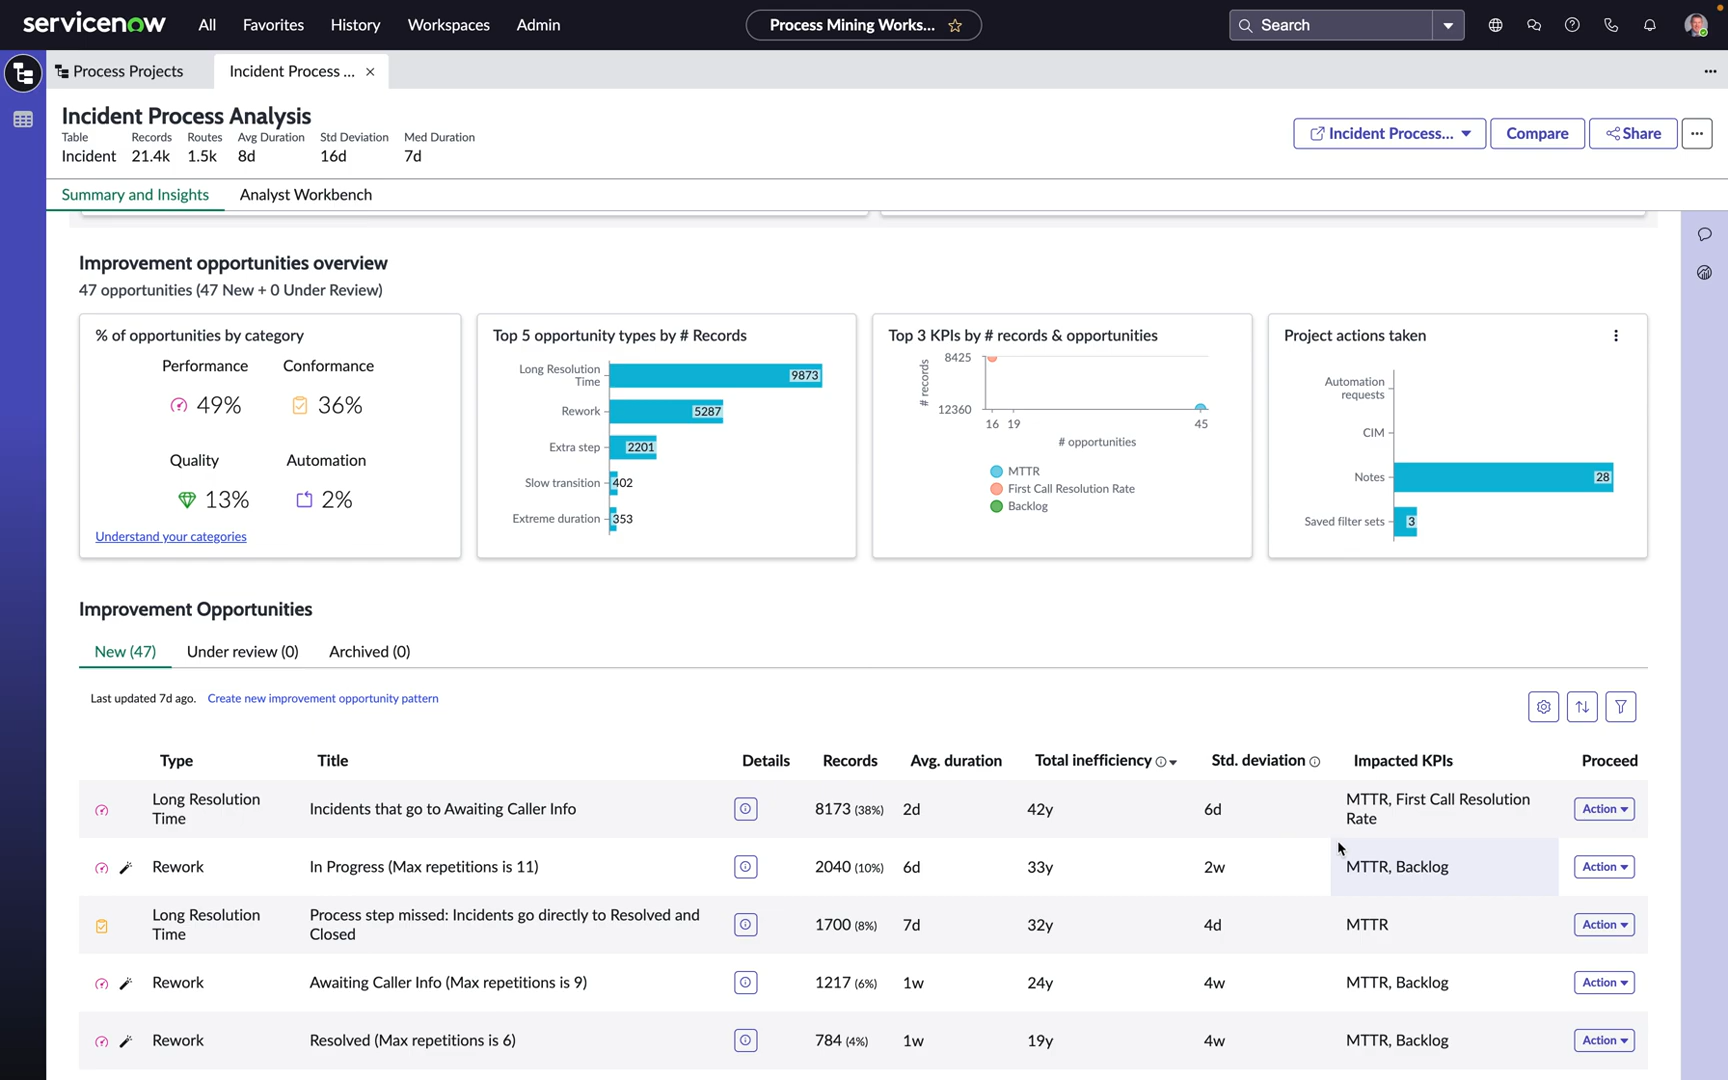 servicenow All Favorites History Workspaces Admin Process Mining Works... Search
Process Projects Incident Process ...
Incident Process Analysis
Table Records Routes Avg Duration Std Deviation Med Duration
Incident 21.4k 1.5k 8d 16d 7d
Incident Process... Compare Share
Summary and Insights Analyst Workbench
Improvement opportunities overview
47 opportunities (47 New + 0 Under Review)
% of opportunities by category
Performance Conformance
49% 36%
Quality Automation
13% 2%
Understand your categories
Top 5 opportunity types by # Records
Long Resolution
Time 9873
Rework 5287
Extra step 2201
Slow transition 402
Extreme duration 353
Top 3 KPIs by # records & opportunities
# records
8425
12360
16 19 45
# opportunities
MTTR
First Call Resolution Rate
Backlog
Project actions taken
Automation
requests
CIM
Notes 28
Saved filter sets 3
Improvement Opportunities
New (47) Under review (0) Archived (0)
Last updated 7d ago. Create new improvement opportunity pattern
Type Title Details Records Avg. duration Total inefficiency Std. deviation Impacted KPIs Proceed
Long Resolution
Time Incidents that go to Awaiting Caller Info 8173 (38%) 2d 42y 6d MTTR, First Call Resolution
Rate Action
Rework In Progress (Max repetitions is 11) 2040 (10%) 6d 33y 2w MTTR, Backlog Action
Long Resolution
Time Process step missed: Incidents go directly to Resolved and
Closed 1700 (8%) 7d 32y 4d MTTR Action
Rework Awaiting Caller Info (Max repetitions is 9) 1217 (6%) 1w 24y 4w MTTR, Backlog Action
Rework Resolved (Max repetitions is 6) 784 (4%) 1w 19y 4w MTTR, Backlog Action